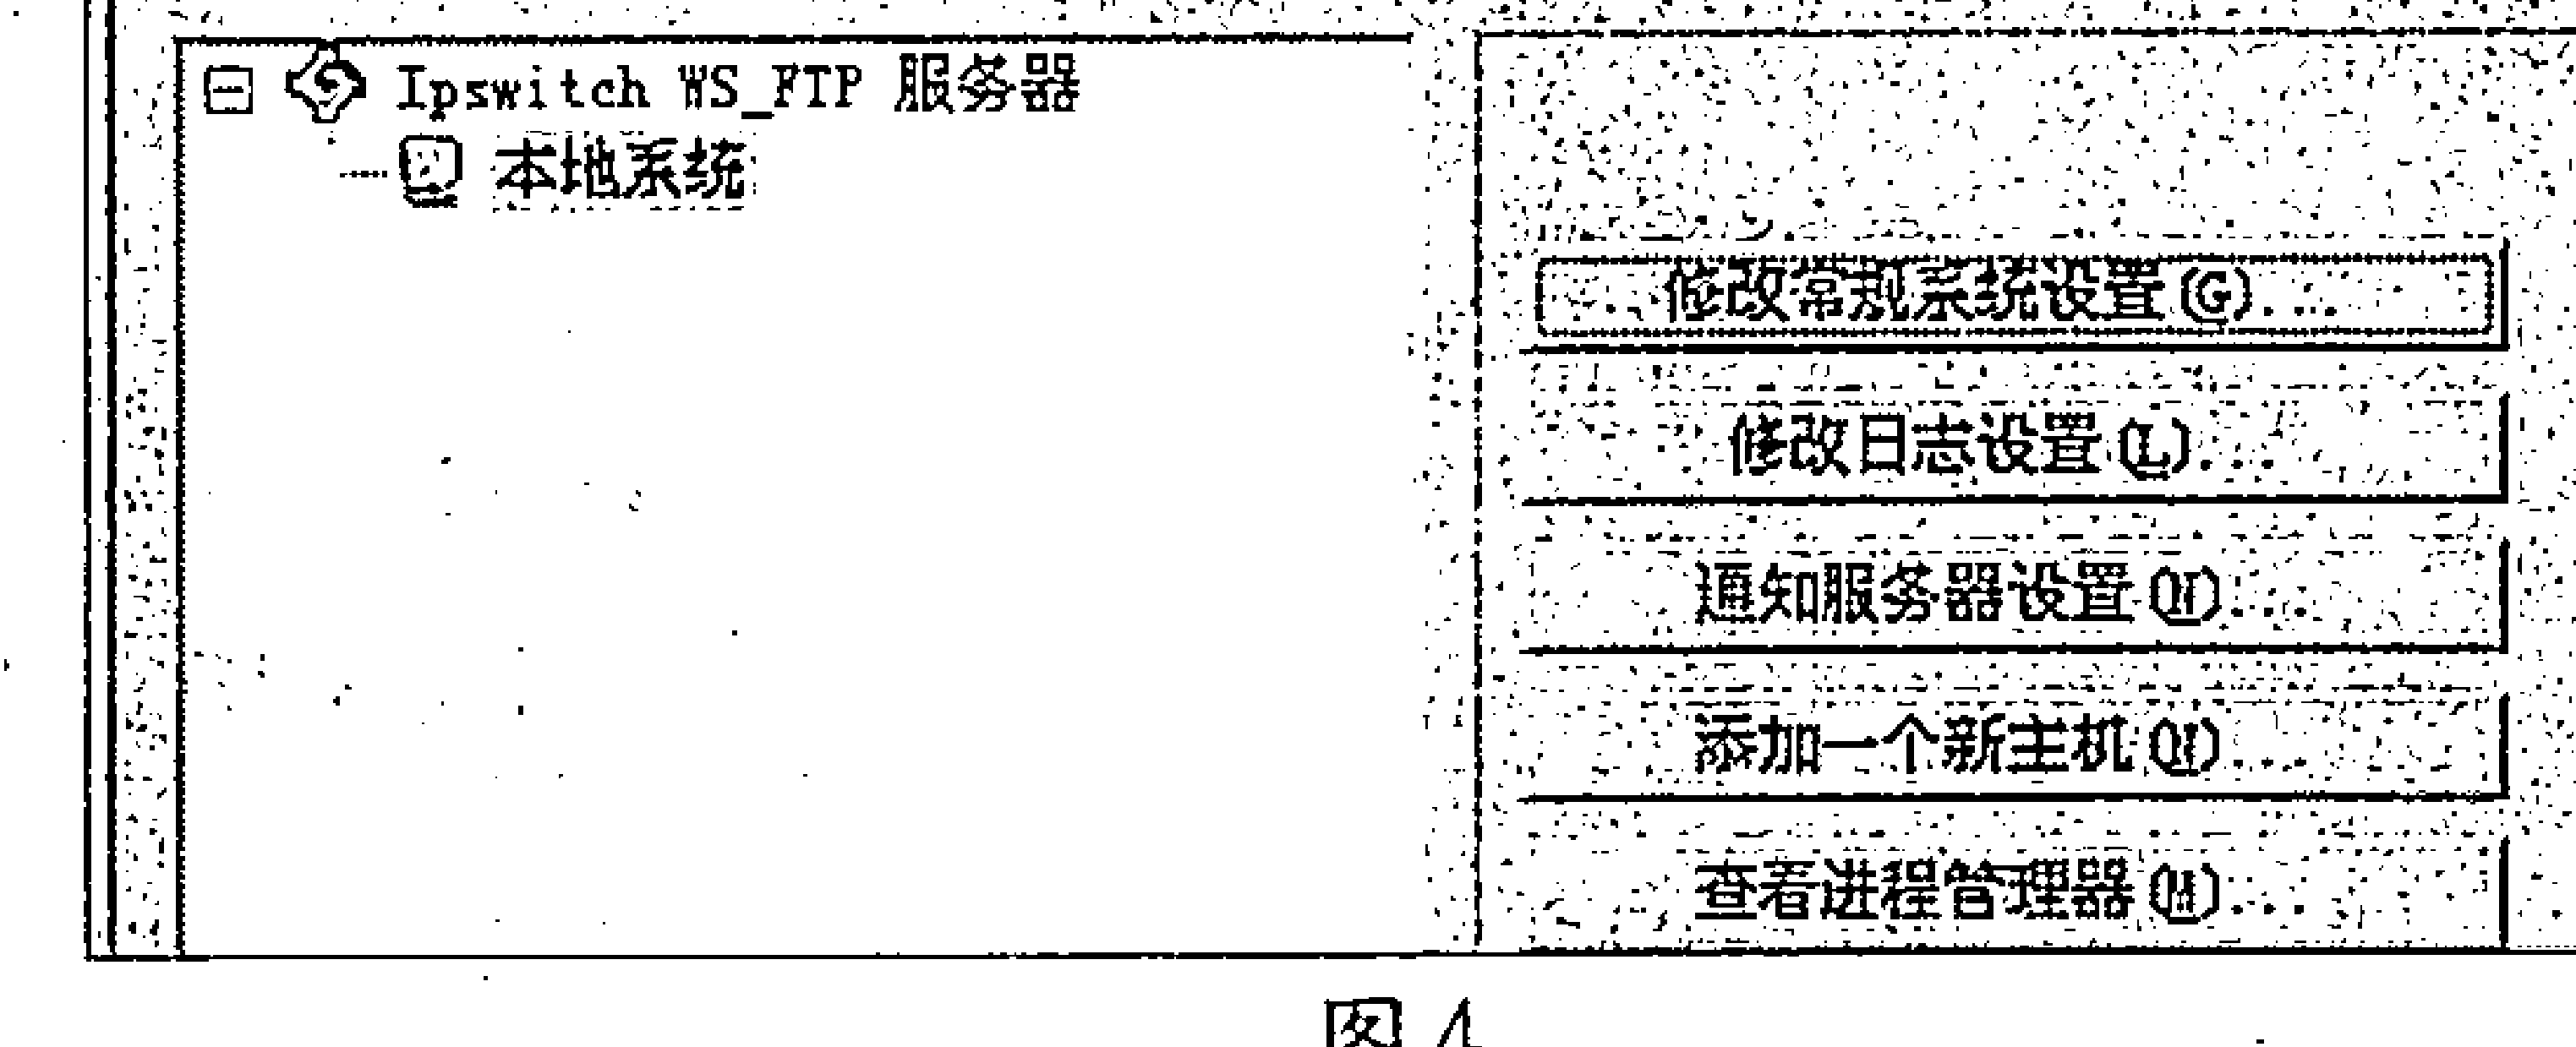 Ipswitch WS_FTP 服务器
本地系统
修改常规系统设置(G)...
修改日志设置(L)...
通知服务器设置(N)...
添加一个新主机(N)...
查看进程管理器(M)...
图